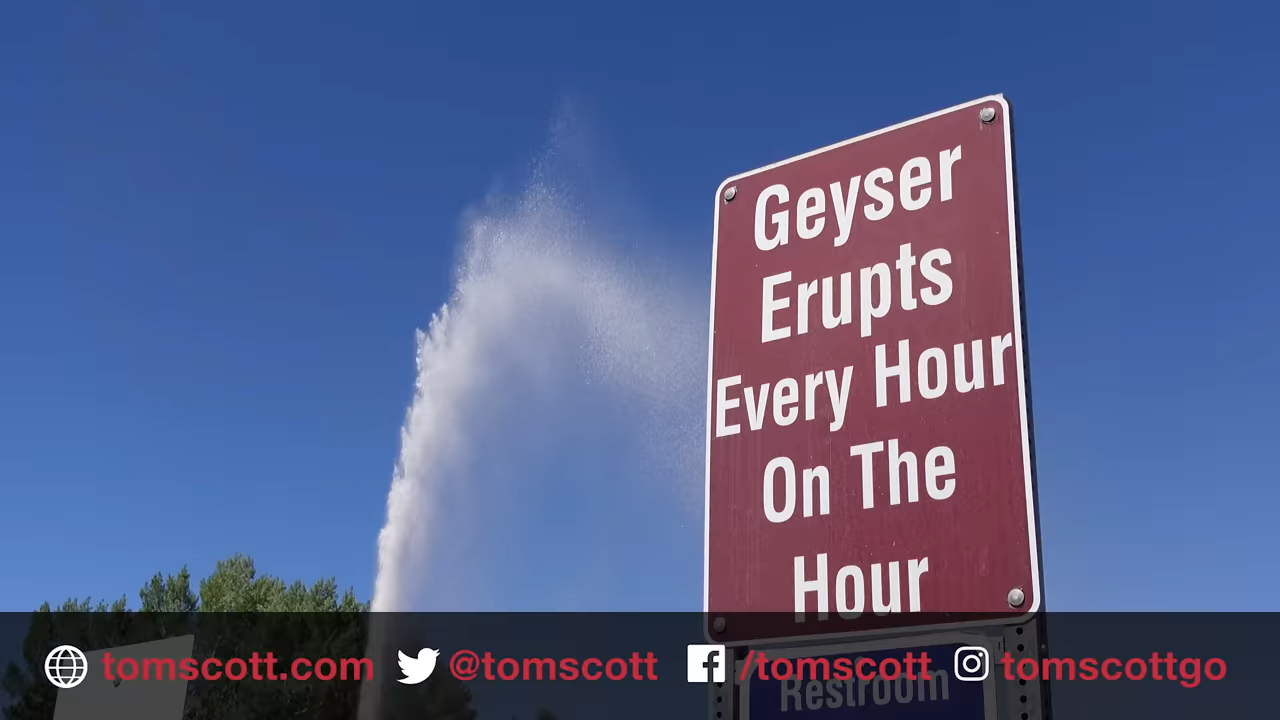 Geyser
Erupts
Every Hour
On The
Hour
Restroom
tomscott.com @tomscott /tomscott tomscottgo